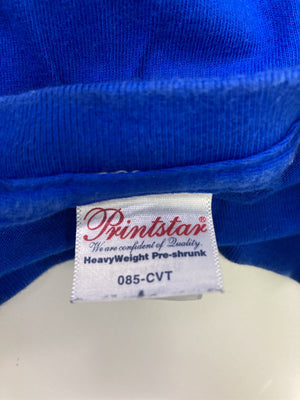 Printstar®
We are confident of Quality.
HeavyWeight Pre-shrunk
085-CVT